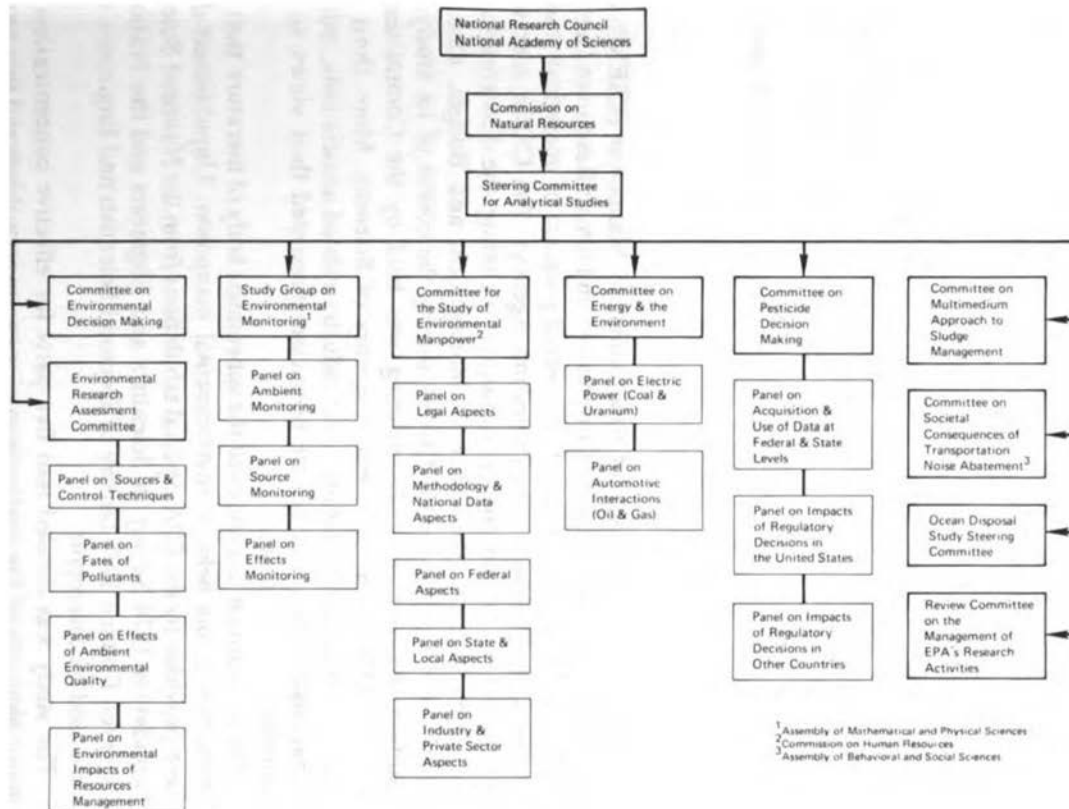 National Research Council
National Academy of Sciences
Commission on
Natural Resources
Steering Committee
for Analytical Studies
Committee on
Environmental
Decision Making
Environmental
Research
Assessment
Committee
Panel on Sources &
Control Techniques
Panel on
Fates of
Pollutants
Panel on Effects
of Ambient
Environmental
Quality
Panel on
Environmental
Impacts of
Resources
Management
Study Group on
Environmental
Monitoring1
Panel on
Ambient
Monitoring
Panel on
Source
Monitoring
Panel on
Effects
Monitoring
Committee for
the Study of
Environmental
Manpower2
Panel on
Legal Aspects
Panel on
Methodology &
National Data
Aspects
Panel on Federal
Aspects
Panel on State &
Local Aspects
Panel on
Industry &
Private Sector
Aspects
Committee on
Energy & the
Environment
Panel on Electric
Power (Coal &
Uranium)
Panel on
Automotive
Interactions
(Oil & Gas)
Committee on
Pesticide
Decision
Making
Panel on
Acquisition &
Use of Data at
Federal & State
Levels
Panel on Impacts
of Regulatory
Decisions in
the United States
Panel on Impacts
of Regulatory
Decisions in
Other Countries
Committee on
Multimedium
Approach to
Sludge
Management
Committee on
Societal
Consequences of
Transportation
Noise Abatement3
Ocean Disposal
Study Steering
Committee
Review Committee
on the
Management of
EPA's Research
Activities
1Assembly of Mathematical and Physical Sciences
2Commission on Human Resources
3Assembly of Behavioral and Social Sciences